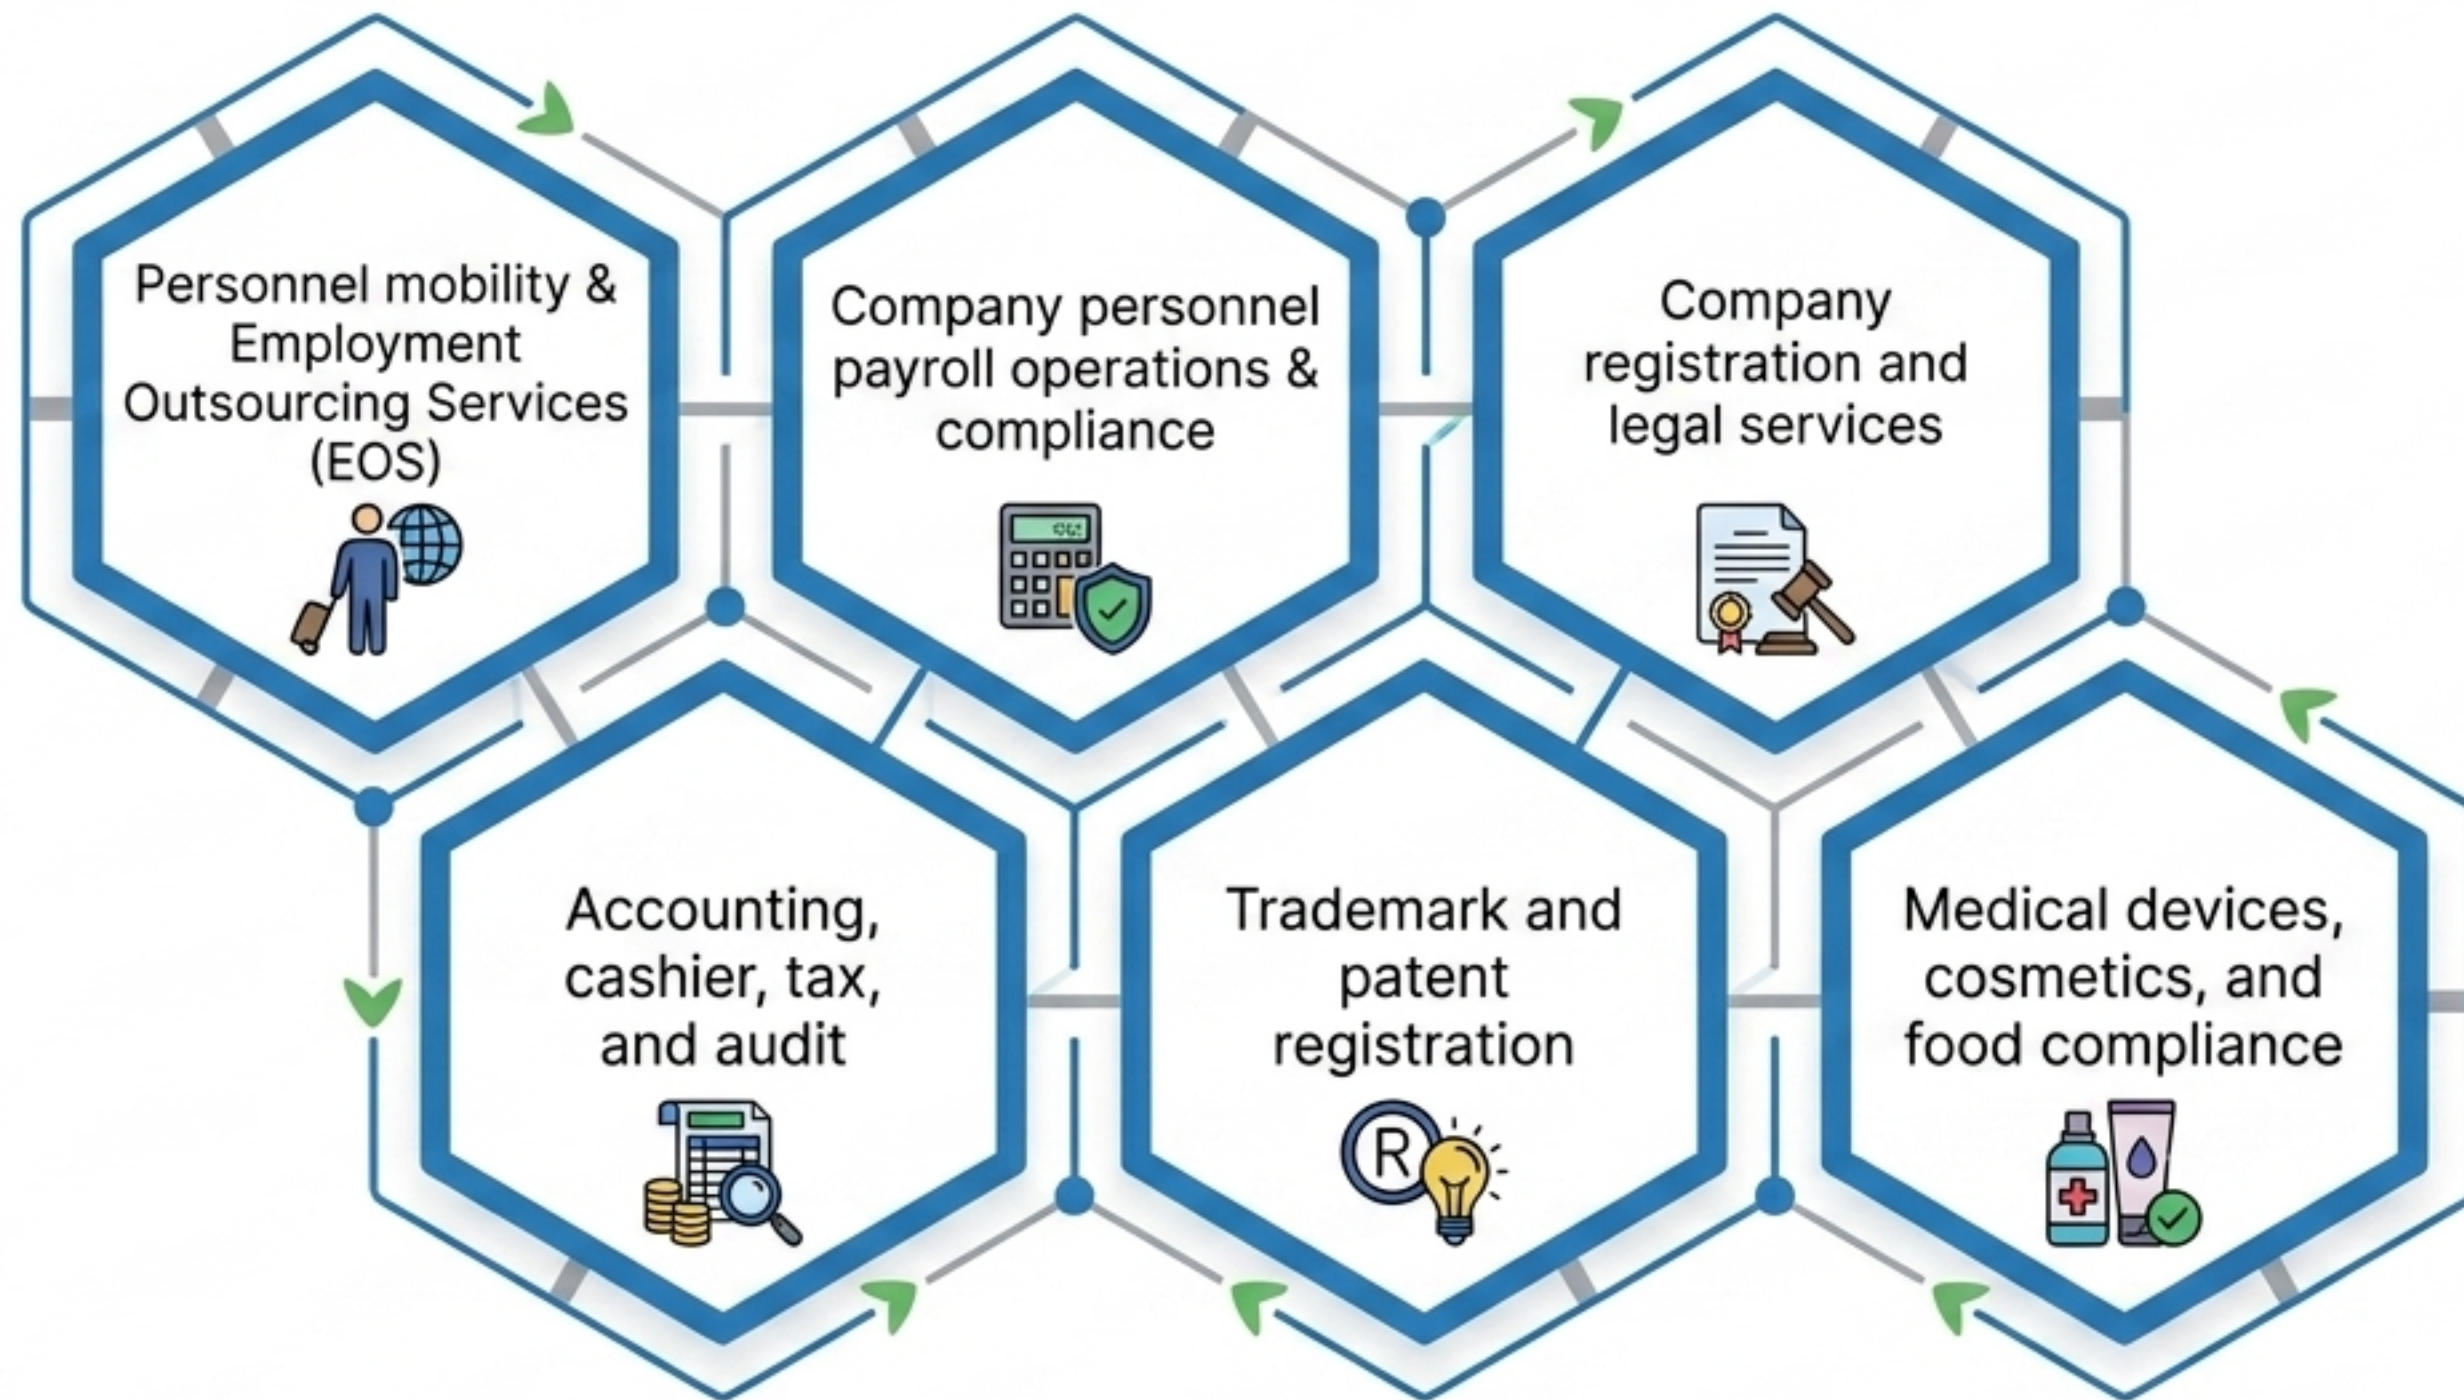 Personnel mobility &
Employment
Outsourcing Services
(EOS)
Company personnel
payroll operations &
compliance
Company
registration and
legal services
Accounting,
cashier, tax,
and audit
Trademark and
patent
registration
R
Medical devices,
cosmetics, and
food compliance